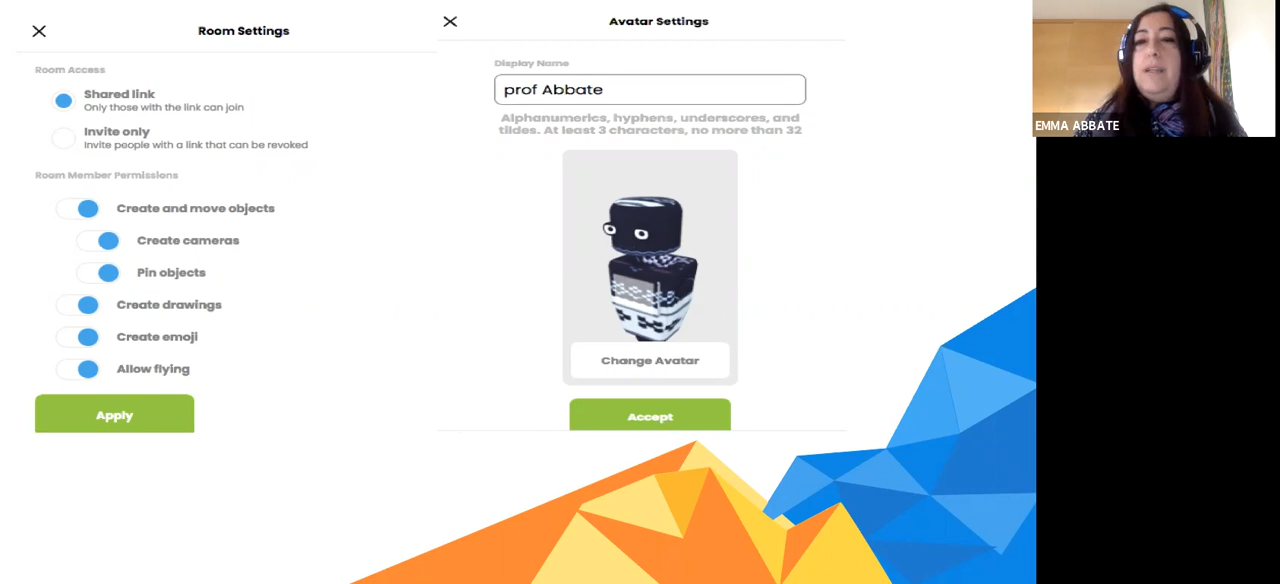 Room Settings
Room Access
Shared link
Only those with the link can join
Invite only
Invite people with a link that can be revoked
Room Member Permissions
Create and move objects
Create cameras
Pin objects
Create drawings
Create emoji
Allow flying
Apply
Avatar Settings
Display Name
prof Abbate
Alphanumerics, hyphens, underscores, and
tildes. At least 3 characters, no more than 32
Change Avatar
Accept
EMMA ABBATE